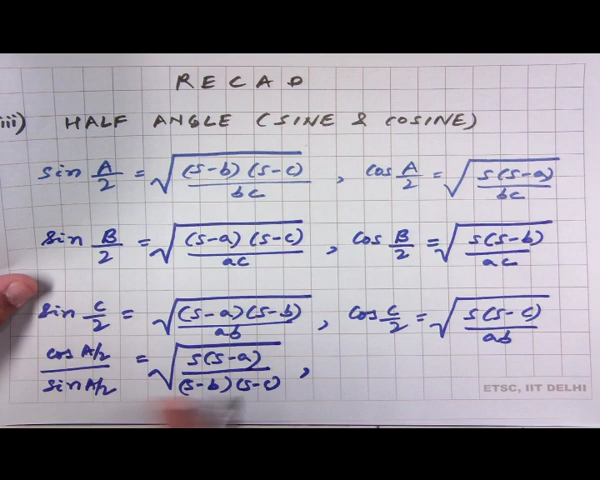 RECAP
iii) HALF ANGLE (SINE & COSINE)
sin A/2 = √((s-b)(s-c)/bc) , cos A/2 = √(s(s-a)/bc)
sin B/2 = √((s-a)(s-c)/ac) , cos B/2 = √(s(s-b)/ac)
sin C/2 = √((s-a)(s-b)/ab) , cos C/2 = √(s(s-c)/ab)
cos A/2 / sin A/2 = √(s(s-a)/(s-b)(s-c)) ,
ETSC, IIT DELHI